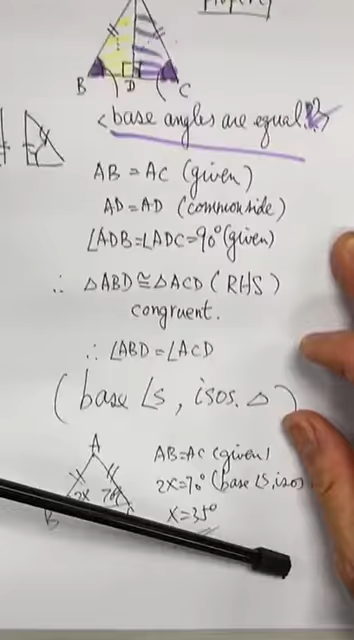 property
B D C
<base angles are equal!>
AB = AC (given)
AD = AD (common side)
∠ADB=∠ADC=90° (given)
∴ △ABD≅△ACD (RHS)
congruent.
∴ ∠ABD=∠ACD
(base ∠s, isos. △)
A
AB=AC (given)
2x 70°
2x=70° (base ∠s, isos.
B C
x=35°